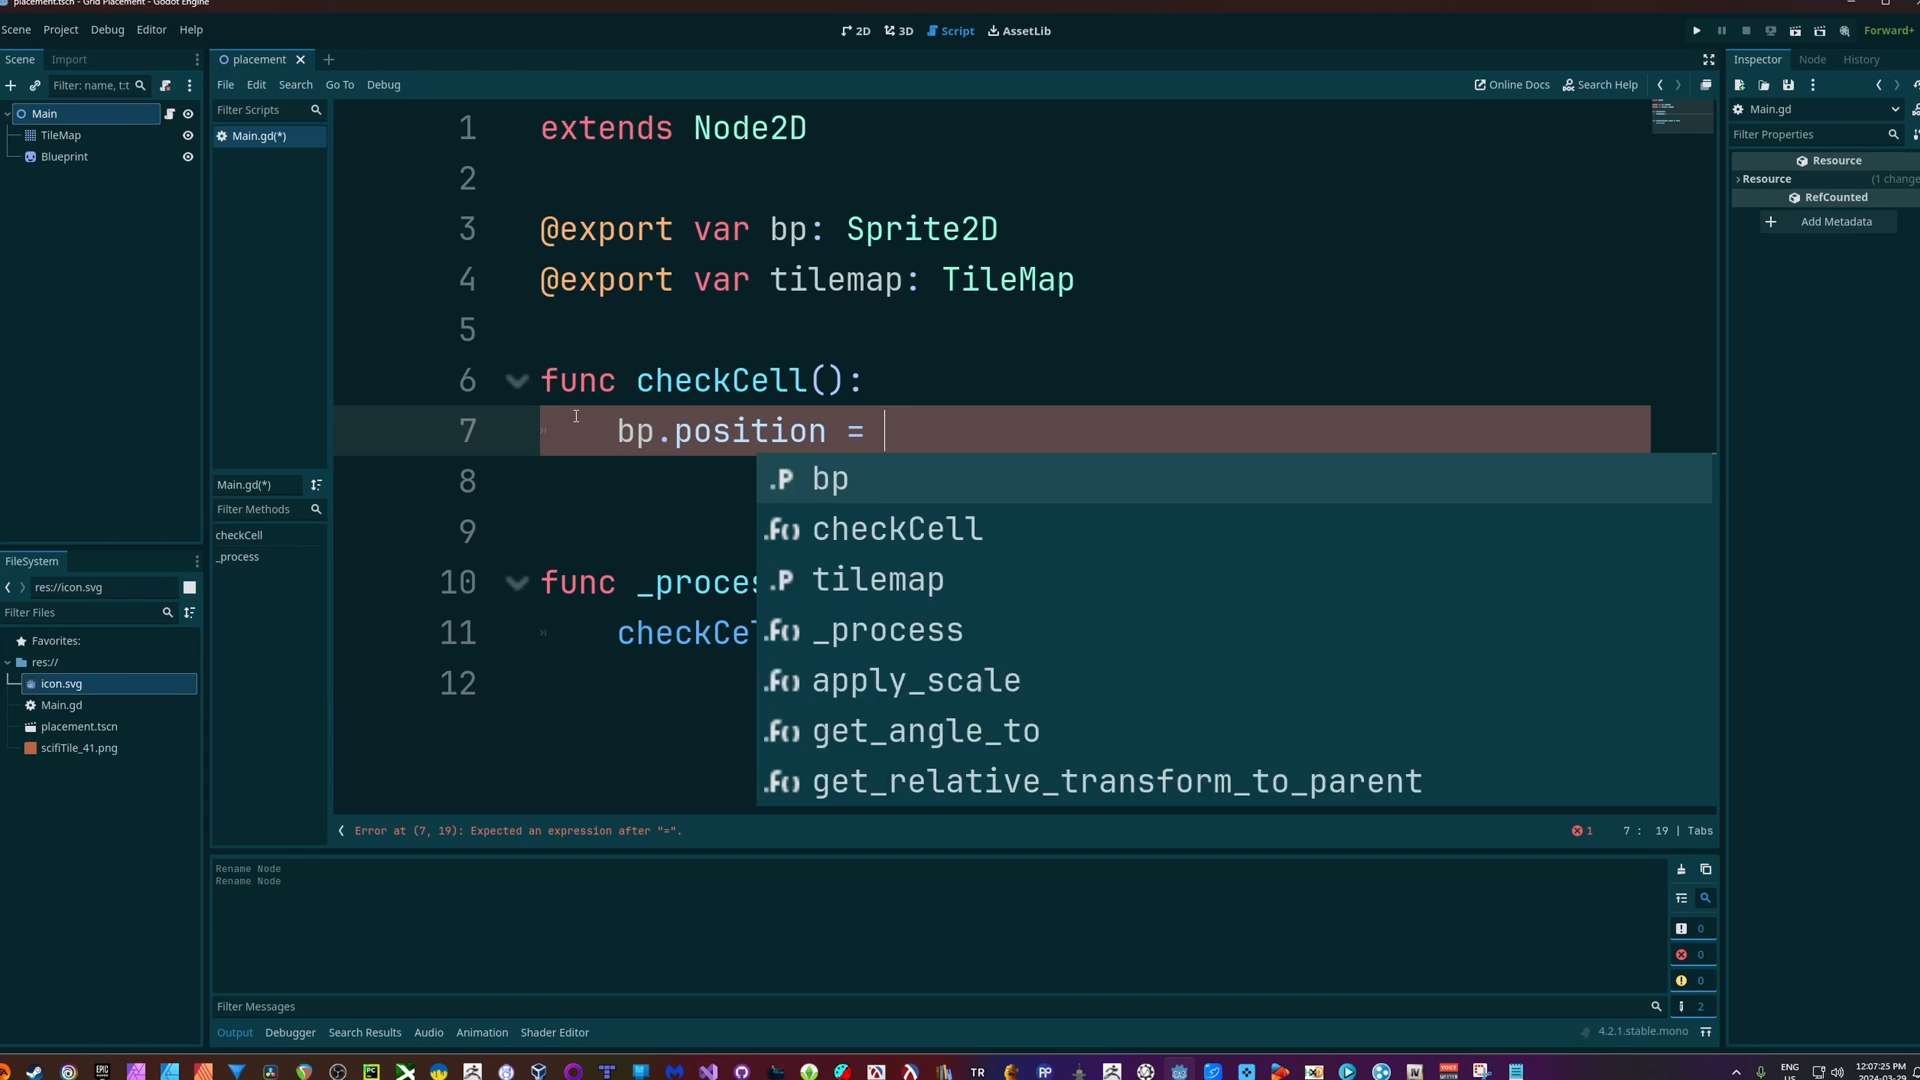 placement.tscn - Grid Placement - Godot Engine
Scene Project Debug Editor Help
2D 3D Script AssetLib
Forward+
Scene Import
placement
Inspector Node History
Filter: name, t:t
File Edit Search Go To Debug
Online Docs Search Help
Main
TileMap
Blueprint
Filter Scripts
Main.gd(*)
Main.gd
Filter Properties
Resource
Resource (1 change
RefCounted
Add Metadata
1 extends Node2D
2
3 @export var bp: Sprite2D
4 @export var tilemap: TileMap
5
6 func checkCell():
7 bp.position =
8
9
10 func _proces
11 checkCel
12
bp
checkCell
tilemap
_process
apply_scale
get_angle_to
get_relative_transform_to_parent
Main.gd(*)
Filter Methods
checkCell
_process
FileSystem
res://icon.svg
Filter Files
Favorites:
res://
icon.svg
Main.gd
placement.tscn
scifiTile_41.png
Error at (7, 19): Expected an expression after "=".
1 7 : 19 | Tabs
Rename Node
Rename Node
0
0
0
2
Filter Messages
Output Debugger Search Results Audio Animation Shader Editor
4.2.1.stable.mono
ENG
12:07:25 PM